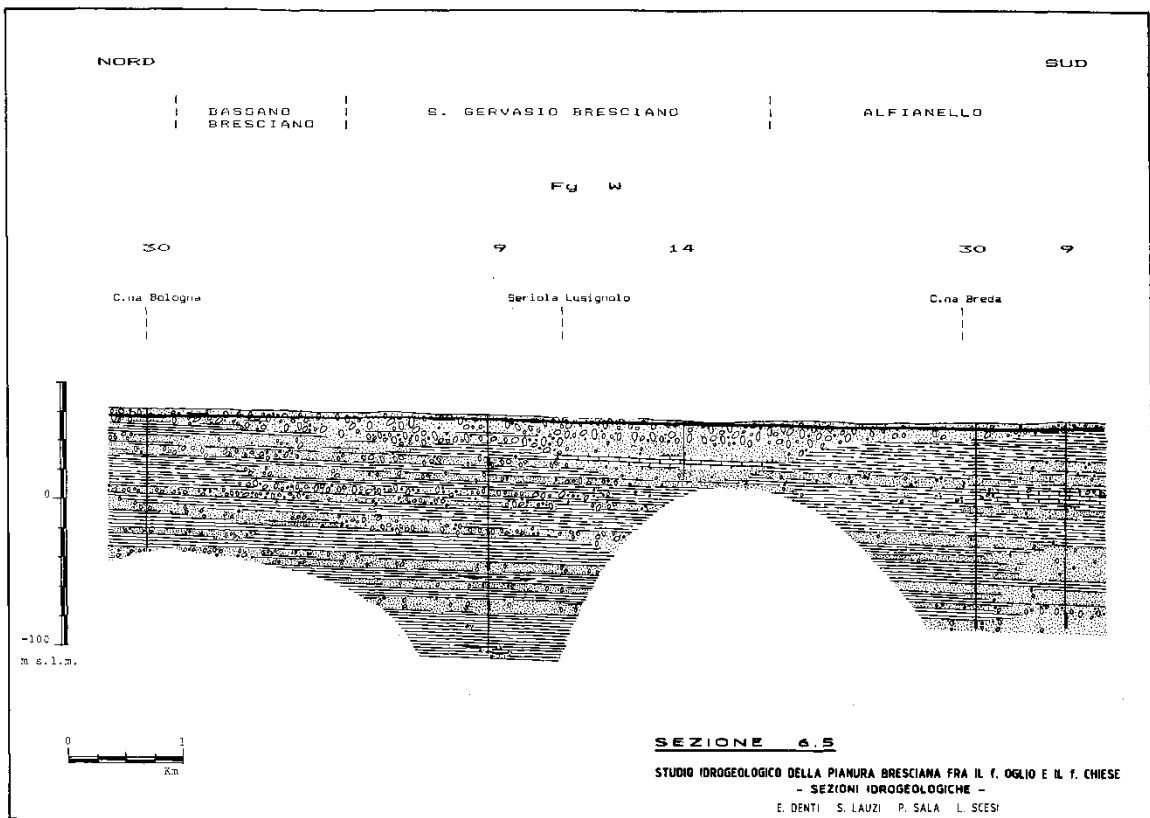 NORD
SUD
BASSANO
BRESCIANO
S. GERVASIO BRESCIANO
ALFIANELLO
Fg W
30
9
14
30
9
C.na Bologna
Seriola Lusignolo
C.na Breda
0
-100
m s.l.m.
0
1
Km
SEZIONE 6.5
STUDIO IDROGEOLOGICO DELLA PIANURA BRESCIANA FRA IL f. OGLIO E IL f. CHIESE
- SEZIONI IDROGEOLOGICHE -
E. DENTI S. LAUZI P. SALA L. SCESI